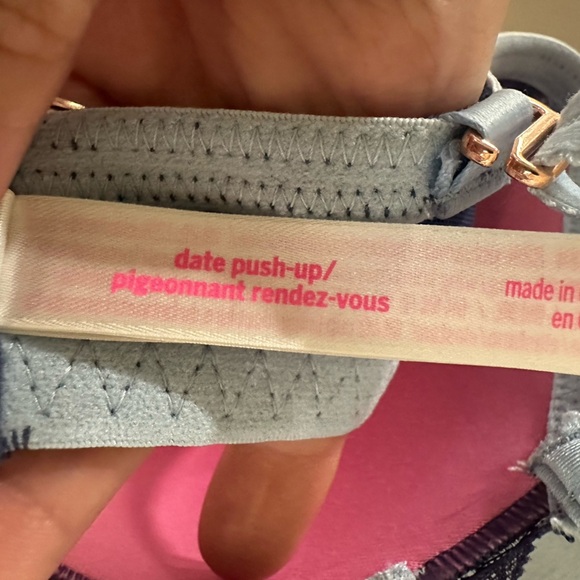 date push-up/
pigeonnant rendez-vous
made in
en